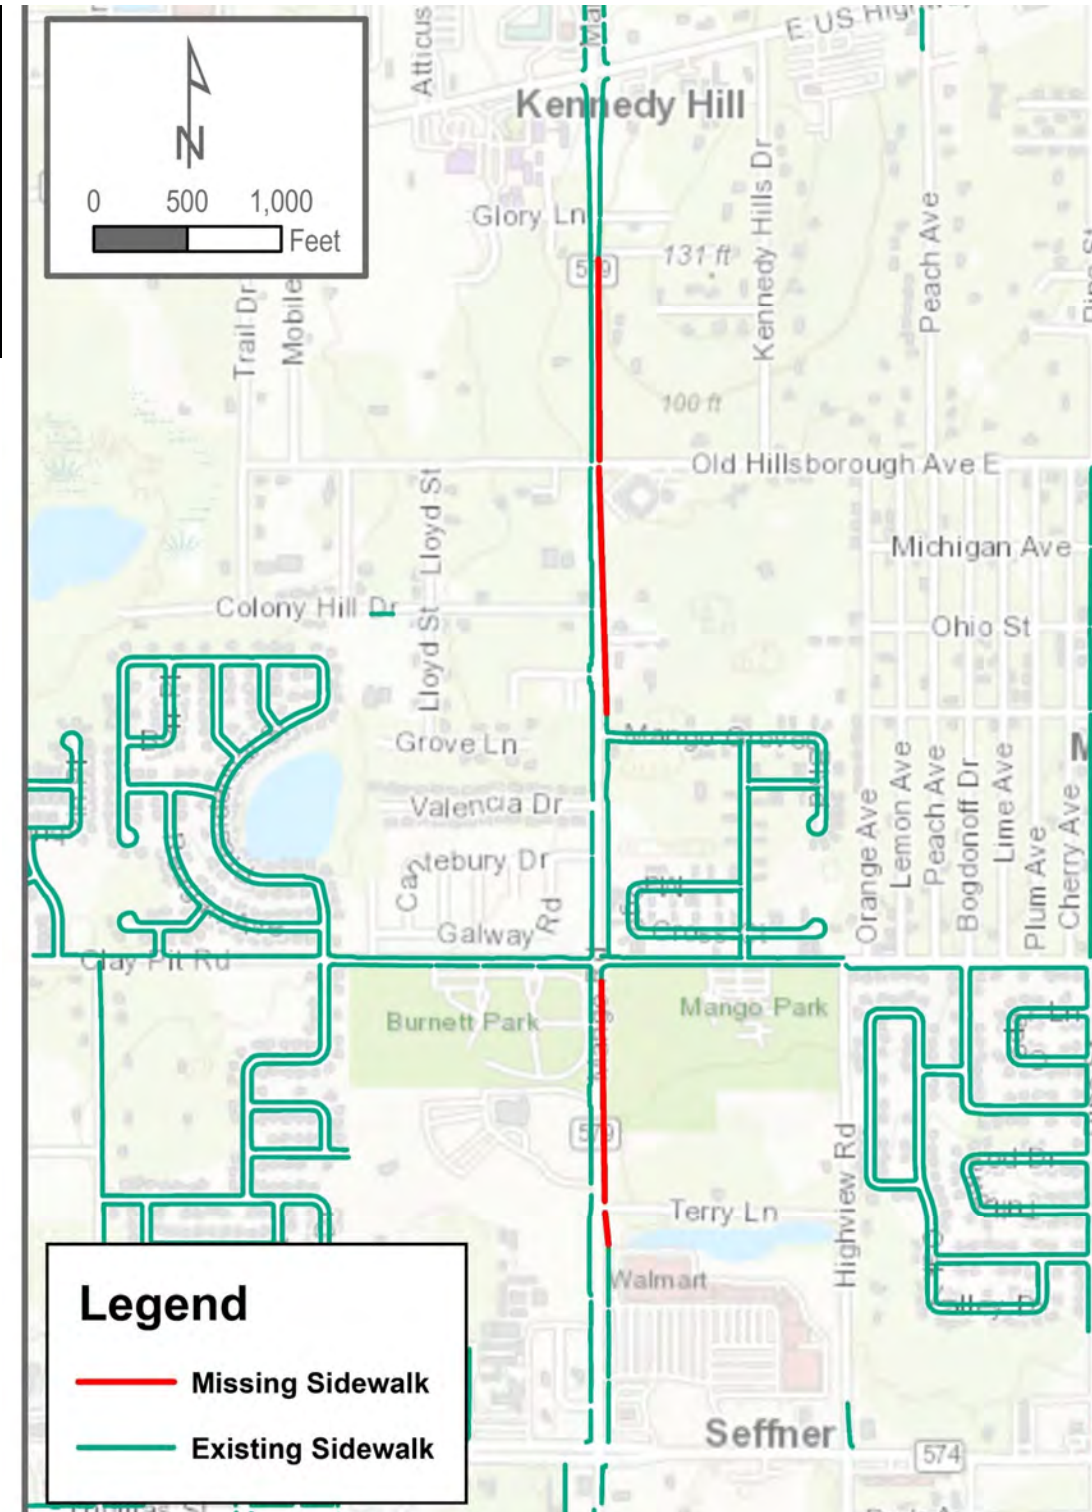 Atticus
Ma
E US High
Kennedy Hill
N
0 500 1,000
Feet
Glory Ln
131 ft
Kennedy Hills Dr
Peach Ave
Trail Dr
Mobile
100 ft
Old Hillsborough Ave E
Lloyd St
Michigan Ave
Colony Hill Dr
Lloyd St
Ohio St
Grove Ln
Valencia Dr
Orange Ave
Lemon Ave
Peach Ave
Bogdonoff Dr
Lime Ave
Plum Ave
Cherry Ave
M
Ca
tebury Dr
Galway
Rd
Clay Pit Rd
Burnett Park
Mango Park
579
Highview Rd
Terry Ln
Walmart
Legend
Missing Sidewalk
Existing Sidewalk
Seffner
574